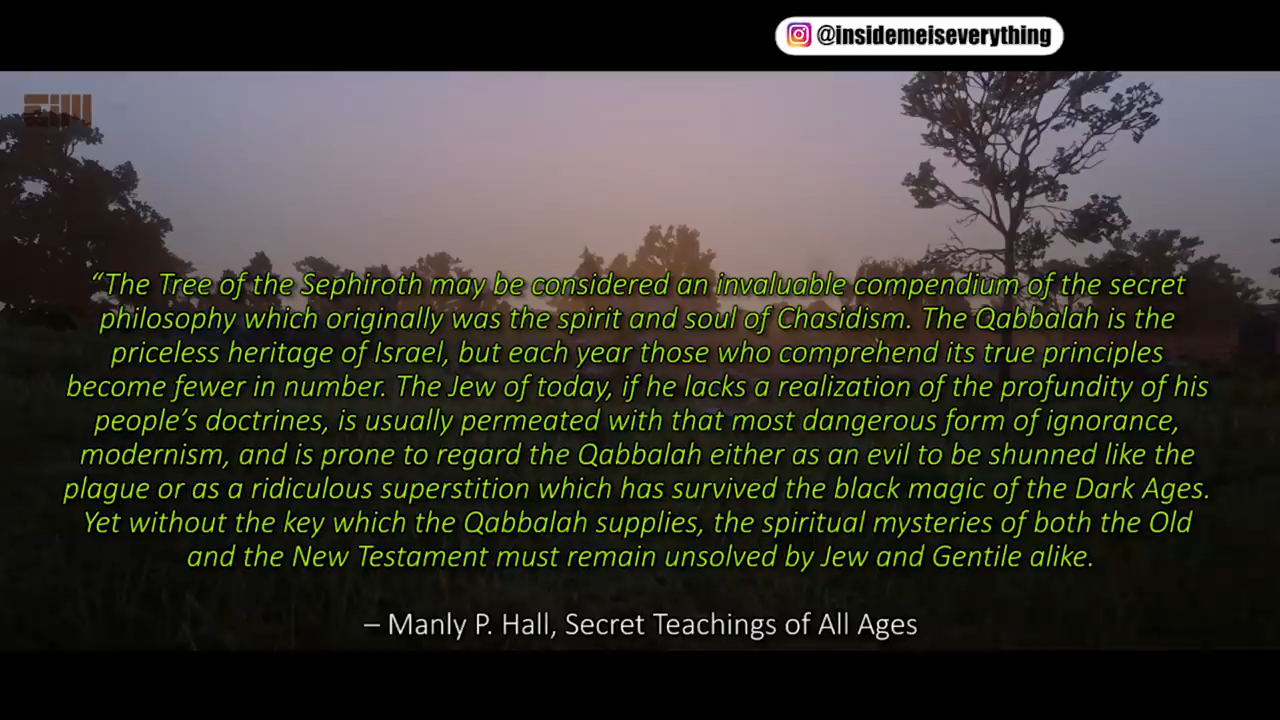 @insidemeiseverything
“The Tree of the Sephiroth may be considered an invaluable compendium of the secret
philosophy which originally was the spirit and soul of Chasidism. The Qabbalah is the
priceless heritage of Israel, but each year those who comprehend its true principles
become fewer in number. The Jew of today, if he lacks a realization of the profundity of his
people’s doctrines, is usually permeated with that most dangerous form of ignorance,
modernism, and is prone to regard the Qabbalah either as an evil to be shunned like the
plague or as a ridiculous superstition which has survived the black magic of the Dark Ages.
Yet without the key which the Qabbalah supplies, the spiritual mysteries of both the Old
and the New Testament must remain unsolved by Jew and Gentile alike.
– Manly P. Hall, Secret Teachings of All Ages